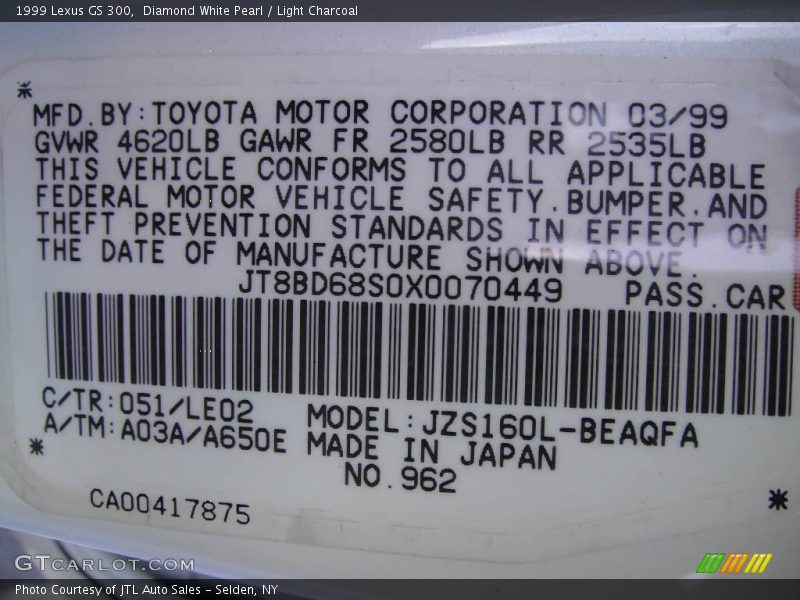 1999 Lexus GS 300,  Diamond White Pearl / Light Charcoal
MFD.BY:TOYOTA MOTOR CORPORATION 03/99
GVWR 4620LB GAWR FR 2580LB RR 2535LB
THIS VEHICLE CONFORMS TO ALL APPLICABLE
FEDERAL MOTOR VEHICLE SAFETY.BUMPER.AND
THEFT PREVENTION STANDARDS IN EFFECT ON
THE DATE OF MANUFACTURE SHOWN ABOVE.
JT8BD68S0X0070449 PASS.CAR
C/TR:051/LE02
A/TM:A03A/A650E
MODEL:JZS160L-BEAQFA
MADE IN JAPAN
NO.962
CA00417875
GTCARLOT.COM
Photo Courtesy of JTL Auto Sales - Selden, NY